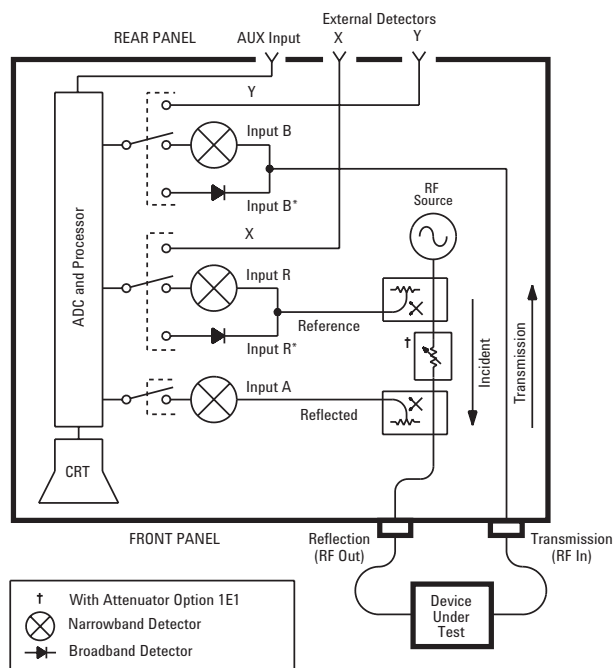 External Detectors
REAR PANEL
AUX Input
X
Y
Y
Input B
Input B*
RF
Source
X
ADC and Processor
Input R
Reference
Input R*
†
Incident
Transmission
Input A
Reflected
CRT
FRONT PANEL
Reflection
(RF Out)
Transmission
(RF In)
Device
Under
Test
† With Attenuator Option 1E1
Narrowband Detector
Broadband Detector